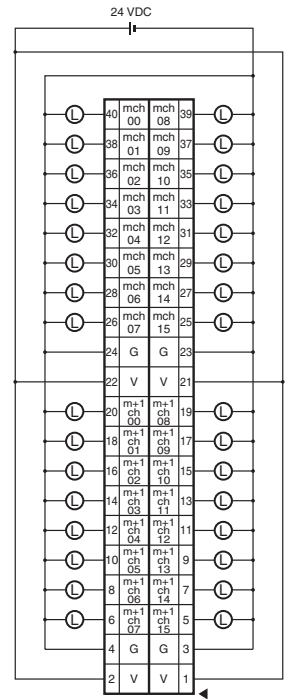 24 VDC
L 40 mch 00 mch 08 39 L
L 38 mch 01 mch 09 37 L
L 36 mch 02 mch 10 35 L
L 34 mch 03 mch 11 33 L
L 32 mch 04 mch 12 31 L
L 30 mch 05 mch 13 29 L
L 28 mch 06 mch 14 27 L
L 26 mch 07 mch 15 25 L
24 G G 23
22 V V 21
L 20 m+1 ch 00 m+1 ch 08 19 L
L 18 m+1 ch 01 m+1 ch 09 17 L
L 16 m+1 ch 02 m+1 ch 10 15 L
L 14 m+1 ch 03 m+1 ch 11 13 L
L 12 m+1 ch 04 m+1 ch 12 11 L
L 10 m+1 ch 05 m+1 ch 13 9 L
L 8 m+1 ch 06 m+1 ch 14 7 L
L 6 m+1 ch 07 m+1 ch 15 5 L
4 G G 3
2 V V 1